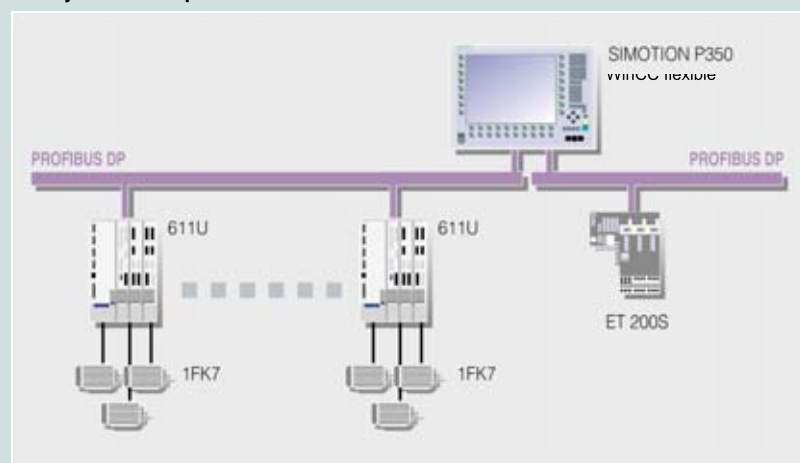 SIMOTION P350
WinCC flexible
PROFIBUS DP
PROFIBUS DP
611U
611U
ET 200S
1FK7
1FK7